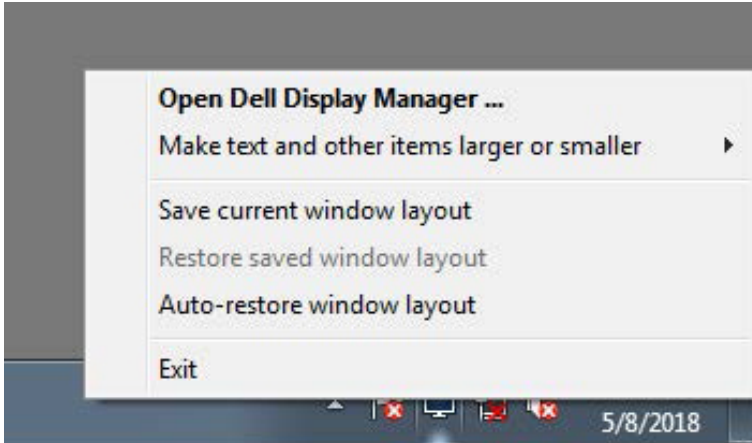 Open Dell Display Manager ...
Make text and other items larger or smaller
Save current window layout
Restore saved window layout
Auto-restore window layout
Exit
5/8/2018